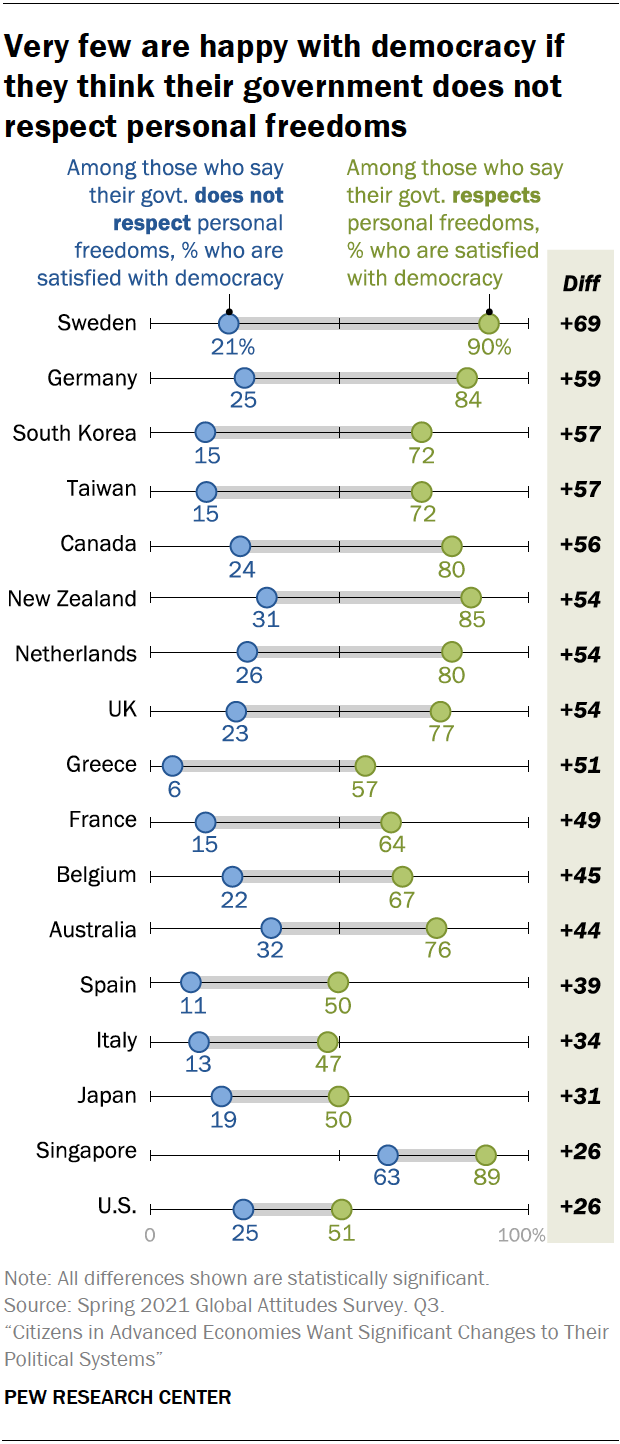 Very few are happy with democracy if
they think their government does not
respect personal freedoms
Among those who say
their govt. does not
respect personal
freedoms, % who are
satisfied with democracy
Among those who say
their govt. respects
personal freedoms,
% who are satisfied
with democracy
Diff
Sweden 21% 90% +69
Germany 25 84 +59
South Korea 15 72 +57
Taiwan 15 72 +57
Canada 24 80 +56
New Zealand 31 85 +54
Netherlands 26 80 +54
UK 23 77 +54
Greece 6 57 +51
France 15 64 +49
Belgium 22 67 +45
Australia 32 76 +44
Spain 11 50 +39
Italy 13 47 +34
Japan 19 50 +31
Singapore 63 89 +26
U.S. 25 51 +26
0 100%
Note: All differences shown are statistically significant.
Source: Spring 2021 Global Attitudes Survey. Q3.
“Citizens in Advanced Economies Want Significant Changes to Their
Political Systems”
PEW RESEARCH CENTER